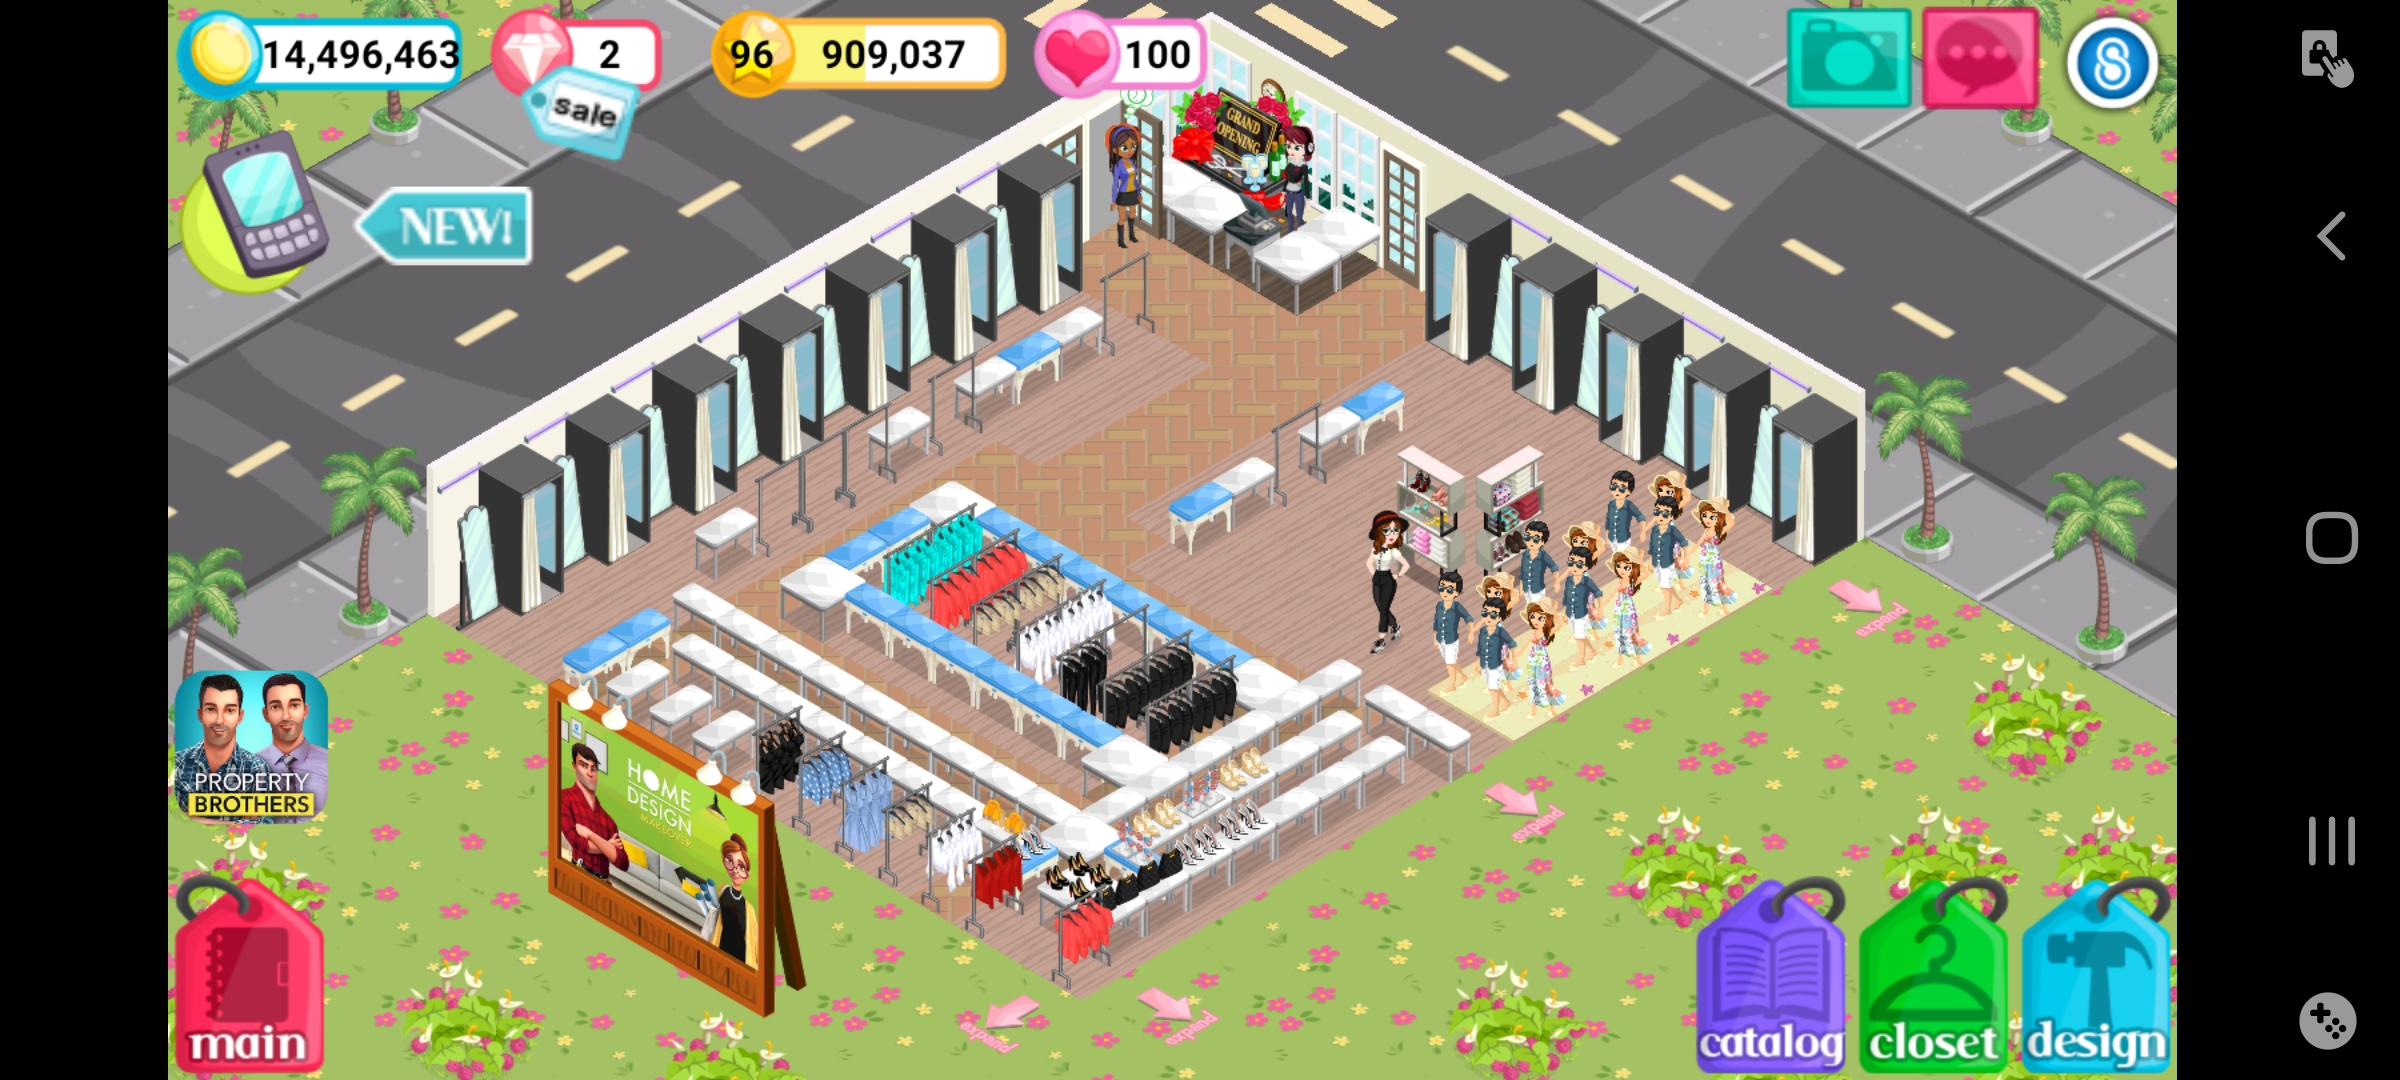 14,496,463
2
96
909,037
100
sale
NEW!
GRAND
OPENING
PROPERTY
BROTHERS
HOME
DESIGN
MAKEOVER
expand
expand
expand
expand
main
catalog
closet
design